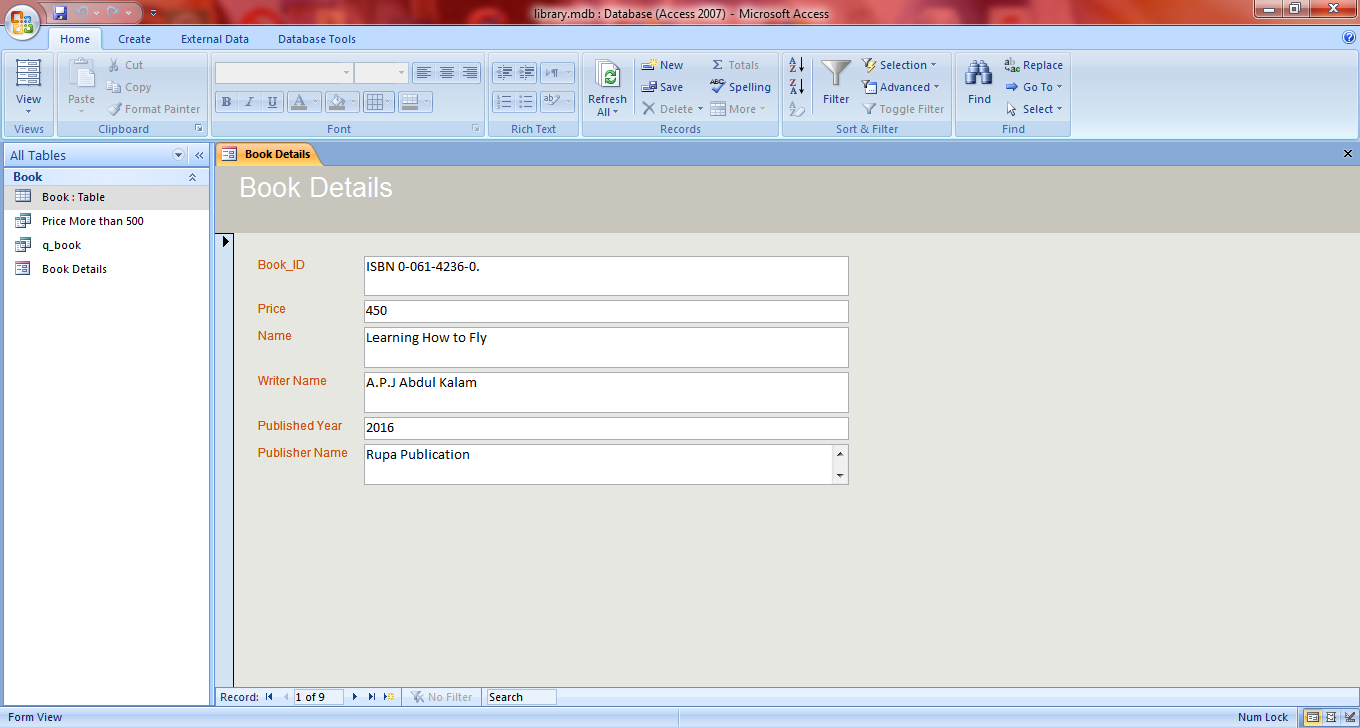 library.mdb : Database (Access 2007) - Microsoft Access
Home Create External Data Database Tools
View
Views
Paste
Cut
Copy
Format Painter
Clipboard
B I U A
Font
ab
Rich Text
Refresh All
New
Save
Delete
Totals
Spelling
More
Records
Filter
Selection
Advanced
Toggle Filter
Sort & Filter
Find
Replace
Go To
Select
Find
All Tables
Book
Book : Table
Price More than 500
q_book
Book Details
Book Details
Book Details
Book_ID ISBN 0-061-4236-0.
Price 450
Name Learning How to Fly
Writer Name A.P.J Abdul Kalam
Published Year 2016
Publisher Name Rupa Publication
Record: 1 of 9 No Filter Search
Form View Num Lock